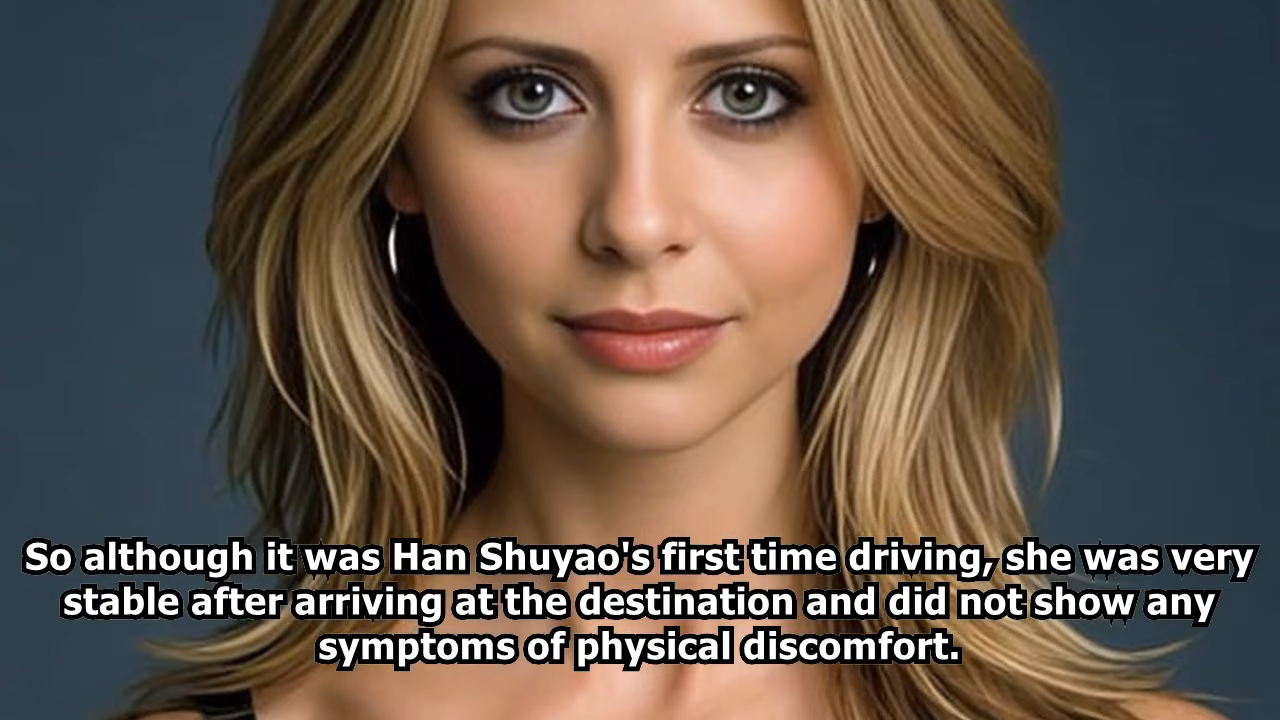 So although it was Han Shuyao's first time driving, she was very
stable after arriving at the destination and did not show any
symptoms of physical discomfort.